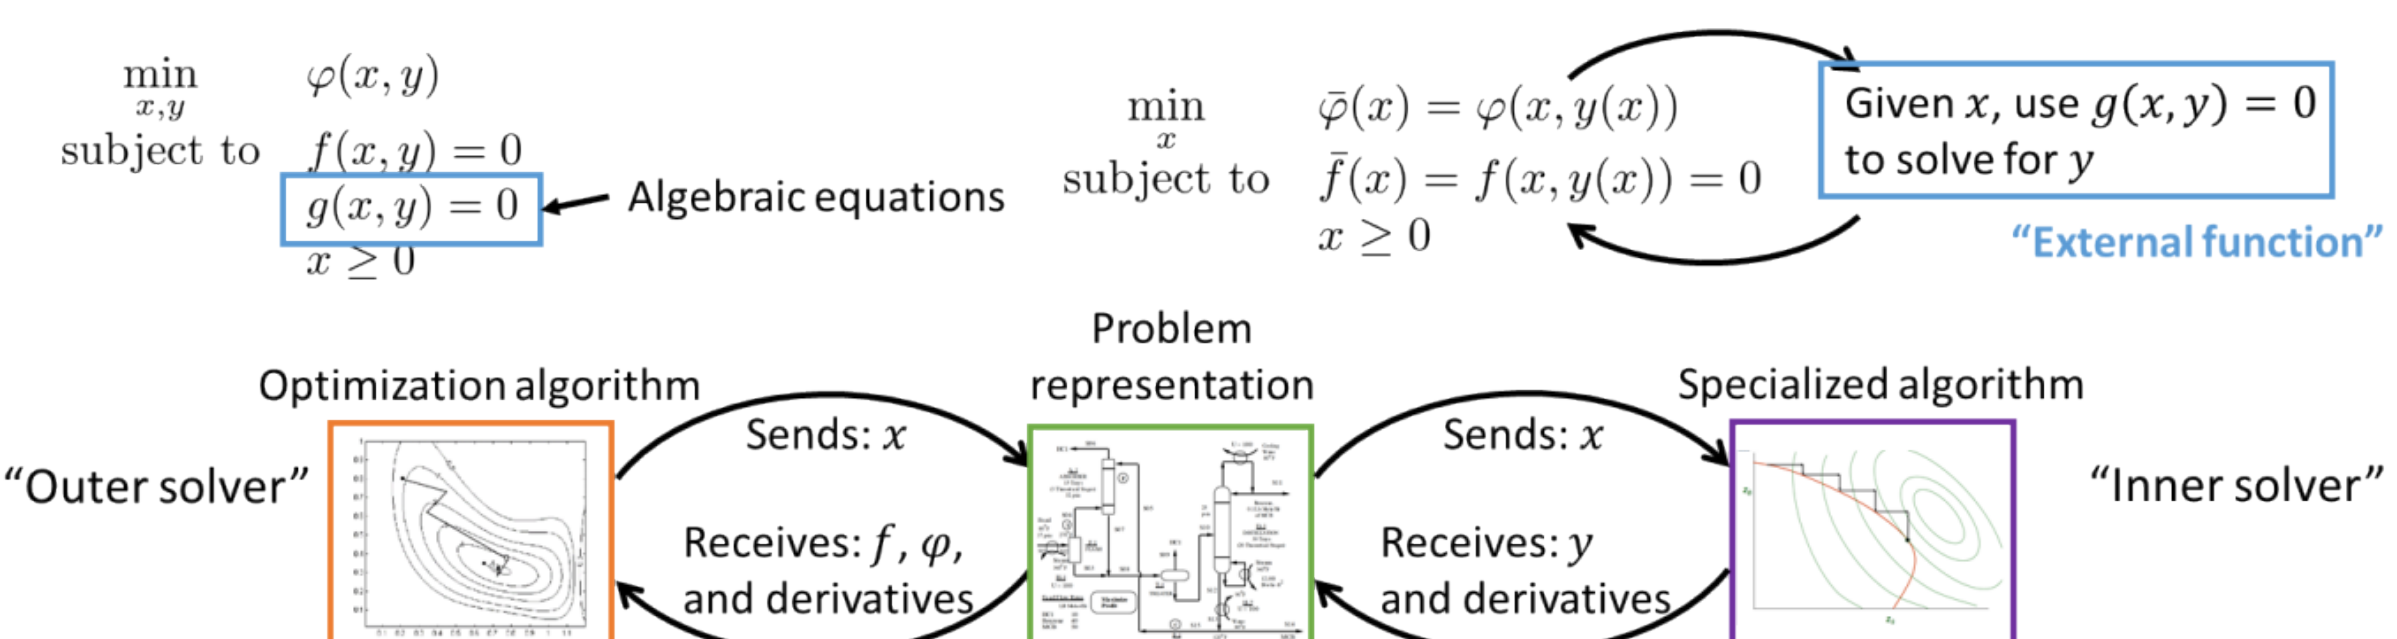 min φ(x, y)
x,y
subject to f(x, y) = 0
g(x, y) = 0
x ≥ 0
Algebraic equations
min φ̄(x) = φ(x, y(x))
x
subject to f̄(x) = f(x, y(x)) = 0
x ≥ 0
Given x, use g(x, y) = 0
to solve for y
“External function”
Optimization algorithm
Problem
representation
Specialized algorithm
“Outer solver”
Sends: x
Receives: f, φ,
and derivatives
Sends: x
Receives: y
and derivatives
“Inner solver”